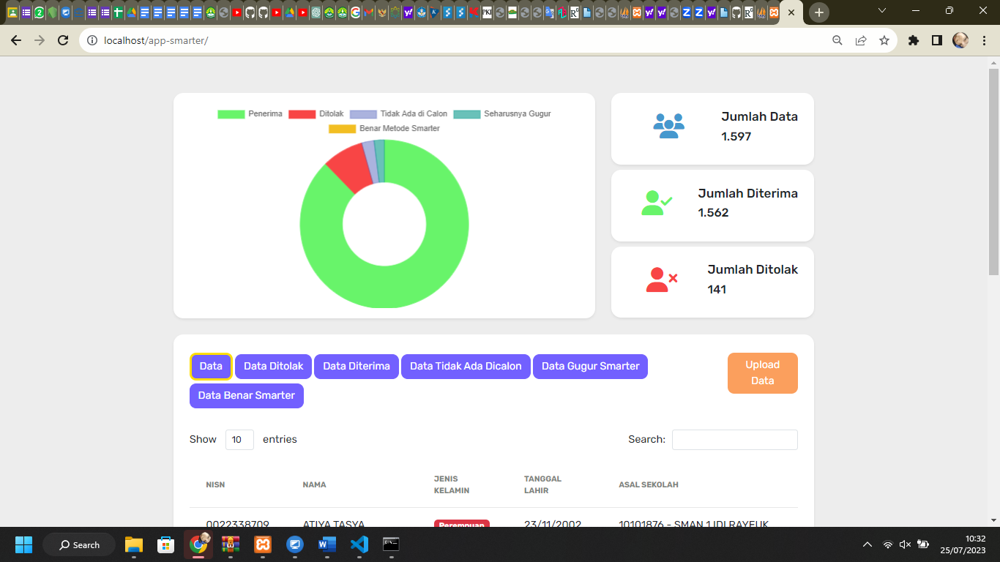 localhost/app-smarter/
Penerima Ditolak Tidak Ada di Calon Seharusnya Gugur
Benar Metode Smarter
Jumlah Data
1.597
Jumlah Diterima
1.562
Jumlah Ditolak
141
Data Data Ditolak Data Diterima Data Tidak Ada Dicalon Data Gugur Smarter
Data Benar Smarter
Upload
Data
Show 10 entries
Search:
NISN NAMA JENIS KELAMIN TANGGAL LAHIR ASAL SEKOLAH
0022338709 ATIYA TASYA Perempuan 23/11/2002 10101876 - SMAN 1 IDI RAYEUK
Search
10:32
25/07/2023